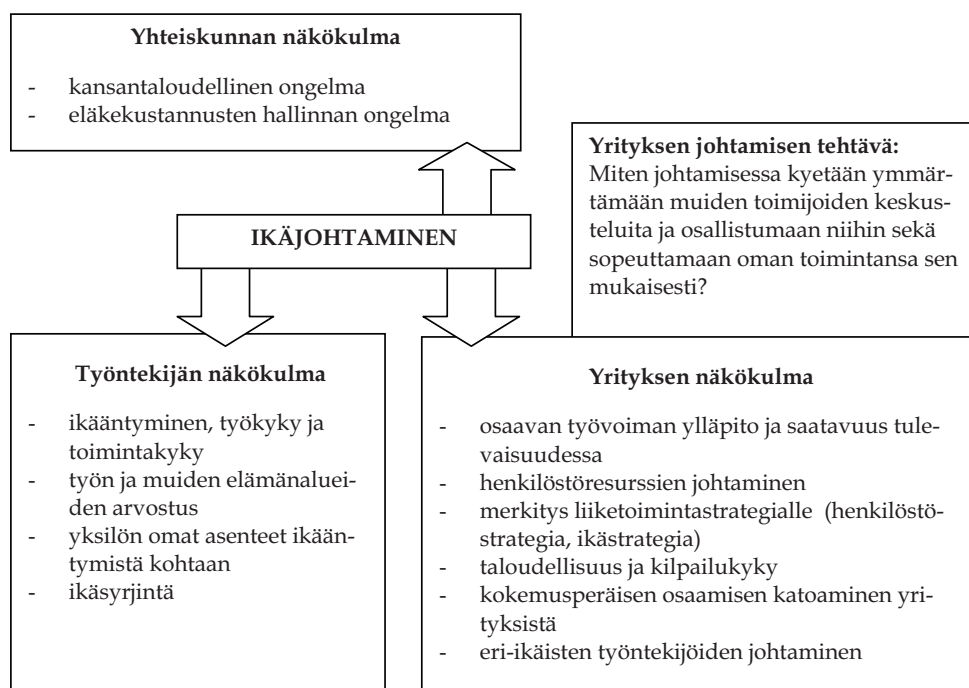 Yhteiskunnan näkökulma
- kansantaloudellinen ongelma
- eläkekustannusten hallinnan ongelma
Yrityksen johtamisen tehtävä:
Miten johtamisessa kyetään ymmär-
tämään muiden toimijoiden keskus-
teluita ja osallistumaan niihin sekä
sopeuttamaan oman toimintansa sen
mukaisesti?
IKÄJOHTAMINEN
Työntekijän näkökulma
- ikääntyminen, työkyky ja
toimintakyky
- työn ja muiden elämänaluei-
den arvostus
- yksilön omat asenteet ikään-
tymistä kohtaan
- ikäsyrjintä
Yrityksen näkökulma
- osaavan työvoiman ylläpito ja saatavuus tule-
vaisuudessa
- henkilöstöresurssien johtaminen
- merkitys liiketoimintastrategialle (henkilöstö-
strategia, ikästrategia)
- taloudellisuus ja kilpailukyky
- kokemusperäisen osaamisen katoaminen yri-
tyksistä
- eri-ikäisten työntekijöiden johtaminen